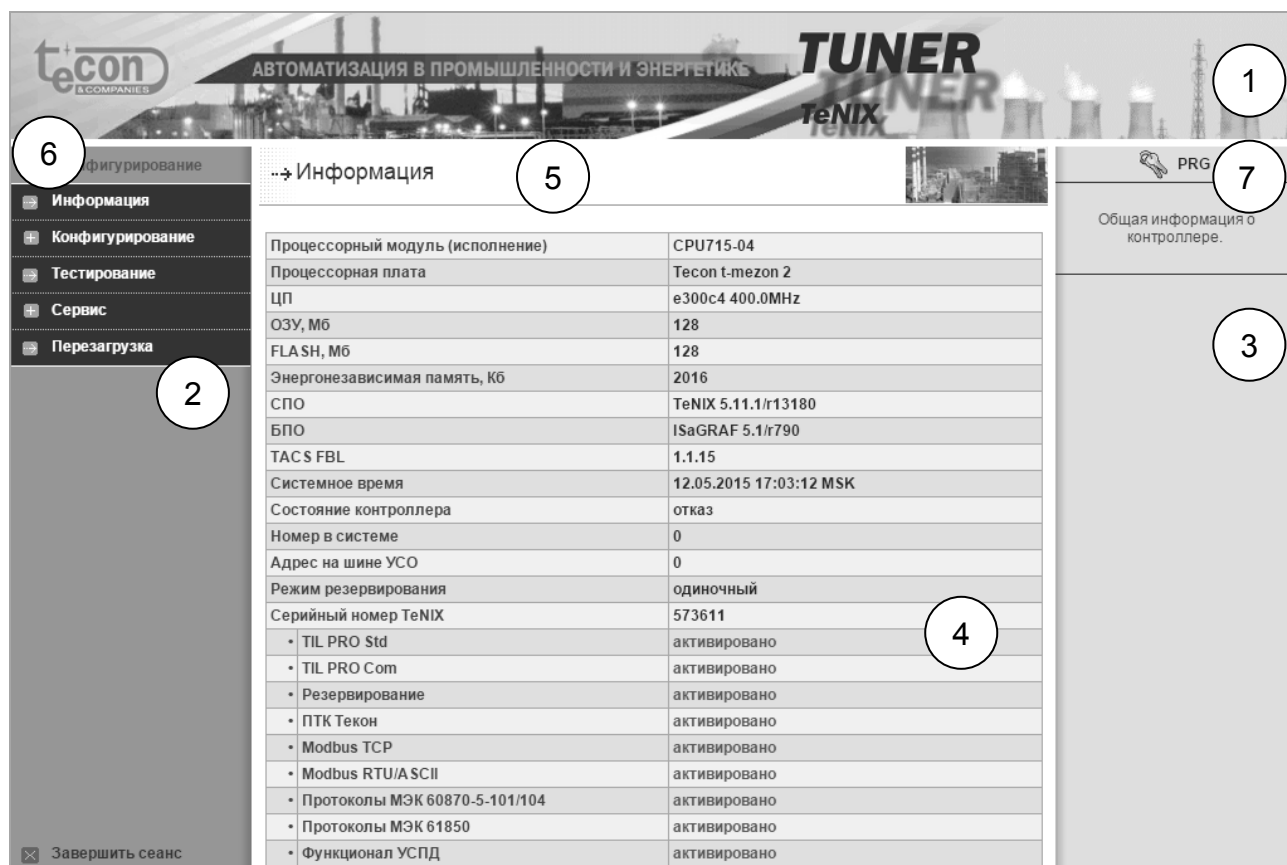 tecon
& COMPANIES
АВТОМАТИЗАЦИЯ В ПРОМЫШЛЕННОСТИ И ЭНЕРГЕТИКЕ
TUNER
TUNER
TeNIX
TeNIX
1
6
фигурирование
Информация
Конфигурирование
Тестирование
Сервис
Перезагрузка
2
Завершить сеанс
Информация
5
Процессорный модуль (исполнение) CPU715-04
Процессорная плата Tecon t-mezon 2
ЦП e300c4 400.0MHz
ОЗУ, Мб 128
FLASH, Мб 128
Энергонезависимая память, Кб 2016
СПО TeNIX 5.11.1/r13180
БПО ISaGRAF 5.1/r790
TACS FBL 1.1.15
Системное время 12.05.2015 17:03:12 MSK
Состояние контроллера отказ
Номер в системе 0
Адрес на шине УСО 0
Режим резервирования одиночный
Серийный номер TeNIX 573611
• TIL PRO Std активировано
• TIL PRO Com активировано
• Резервирование активировано
• ПТК Текон активировано
• Modbus TCP активировано
• Modbus RTU/ASCII активировано
• Протоколы МЭК 60870-5-101/104 активировано
• Протоколы МЭК 61850 активировано
• Функционал УСПД активировано
4
PRG
7
Общая информация о
контроллере.
3